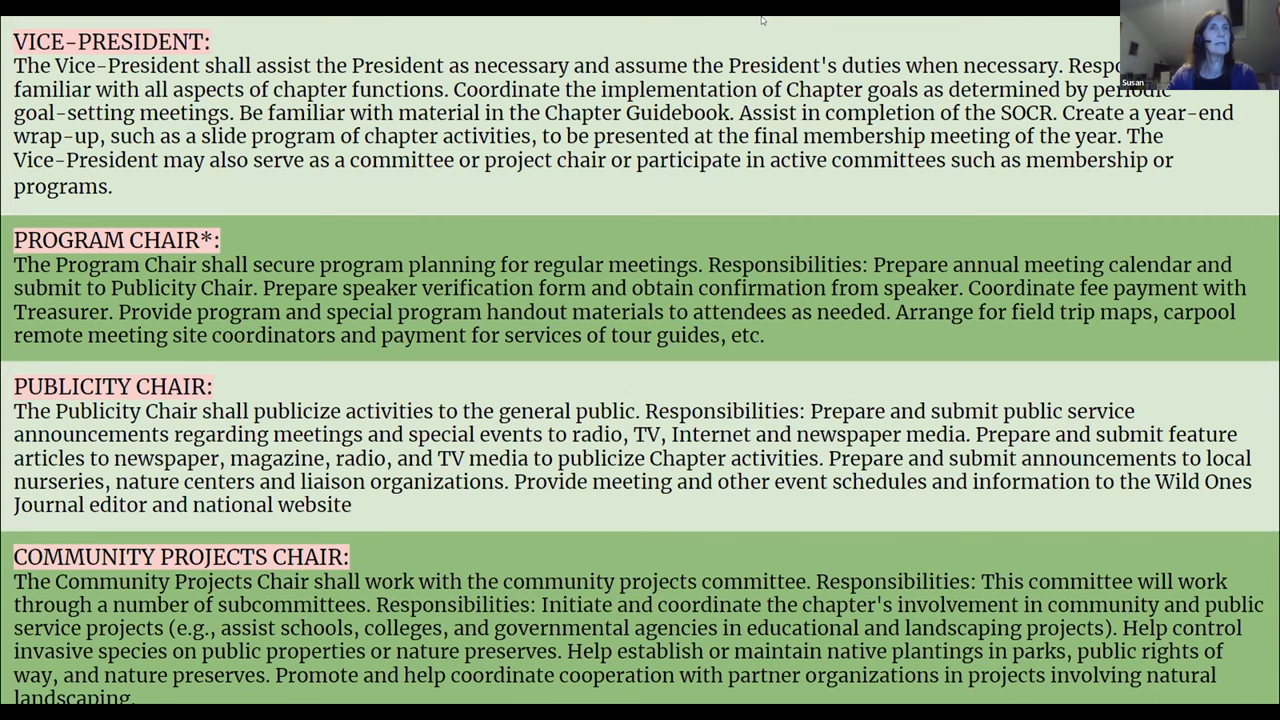 VICE-PRESIDENT:
The Vice-President shall assist the President as necessary and assume the President's duties when necessary.
Susan
familiar with all aspects of chapter functions. Coordinate the implementation of Chapter goals as determined by periodic
goal-setting meetings. Be familiar with material in the Chapter Guidebook. Assist in completion of the SOCR. Create a year-end
wrap-up, such as a slide program of chapter activities, to be presented at the final membership meeting of the year. The
Vice-President may also serve as a committee or project chair or participate in active committees such as membership or
programs.
PROGRAM CHAIR*:
The Program Chair shall secure program planning for regular meetings. Responsibilities: Prepare annual meeting calendar and
submit to Publicity Chair. Prepare speaker verification form and obtain confirmation from speaker. Coordinate fee payment with
Treasurer. Provide program and special program handout materials to attendees as needed. Arrange for field trip maps, carpool
remote meeting site coordinators and payment for services of tour guides, etc.
PUBLICITY CHAIR:
The Publicity Chair shall publicize activities to the general public. Responsibilities: Prepare and submit public service
announcements regarding meetings and special events to radio, TV, Internet and newspaper media. Prepare and submit feature
articles to newspaper, magazine, radio, and TV media to publicize Chapter activities. Prepare and submit announcements to local
nurseries, nature centers and liaison organizations. Provide meeting and other event schedules and information to the Wild Ones
Journal editor and national website
COMMUNITY PROJECTS CHAIR:
The Community Projects Chair shall work with the community projects committee. Responsibilities: This committee will work
through a number of subcommittees. Responsibilities: Initiate and coordinate the chapter's involvement in community and public
service projects (e.g., assist schools, colleges, and governmental agencies in educational and landscaping projects). Help control
invasive species on public properties or nature preserves. Help establish or maintain native plantings in parks, public rights of
way, and nature preserves. Promote and help coordinate cooperation with partner organizations in projects involving natural
landscaping.